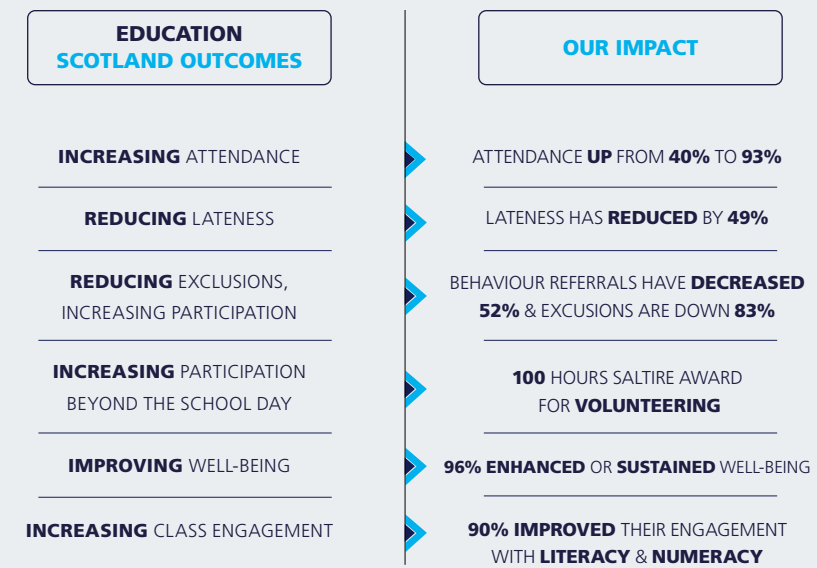 EDUCATION
SCOTLAND OUTCOMES
OUR IMPACT
INCREASING ATTENDANCE
ATTENDANCE UP FROM 40% TO 93%
REDUCING LATENESS
LATENESS HAS REDUCED BY 49%
REDUCING EXCLUSIONS,
INCREASING PARTICIPATION
BEHAVIOUR REFERRALS HAVE DECREASED
52% & EXCUSIONS ARE DOWN 83%
INCREASING PARTICIPATION
BEYOND THE SCHOOL DAY
100 HOURS SALTIRE AWARD
FOR VOLUNTEERING
IMPROVING WELL-BEING
96% ENHANCED OR SUSTAINED WELL-BEING
INCREASING CLASS ENGAGEMENT
90% IMPROVED THEIR ENGAGEMENT
WITH LITERACY & NUMERACY